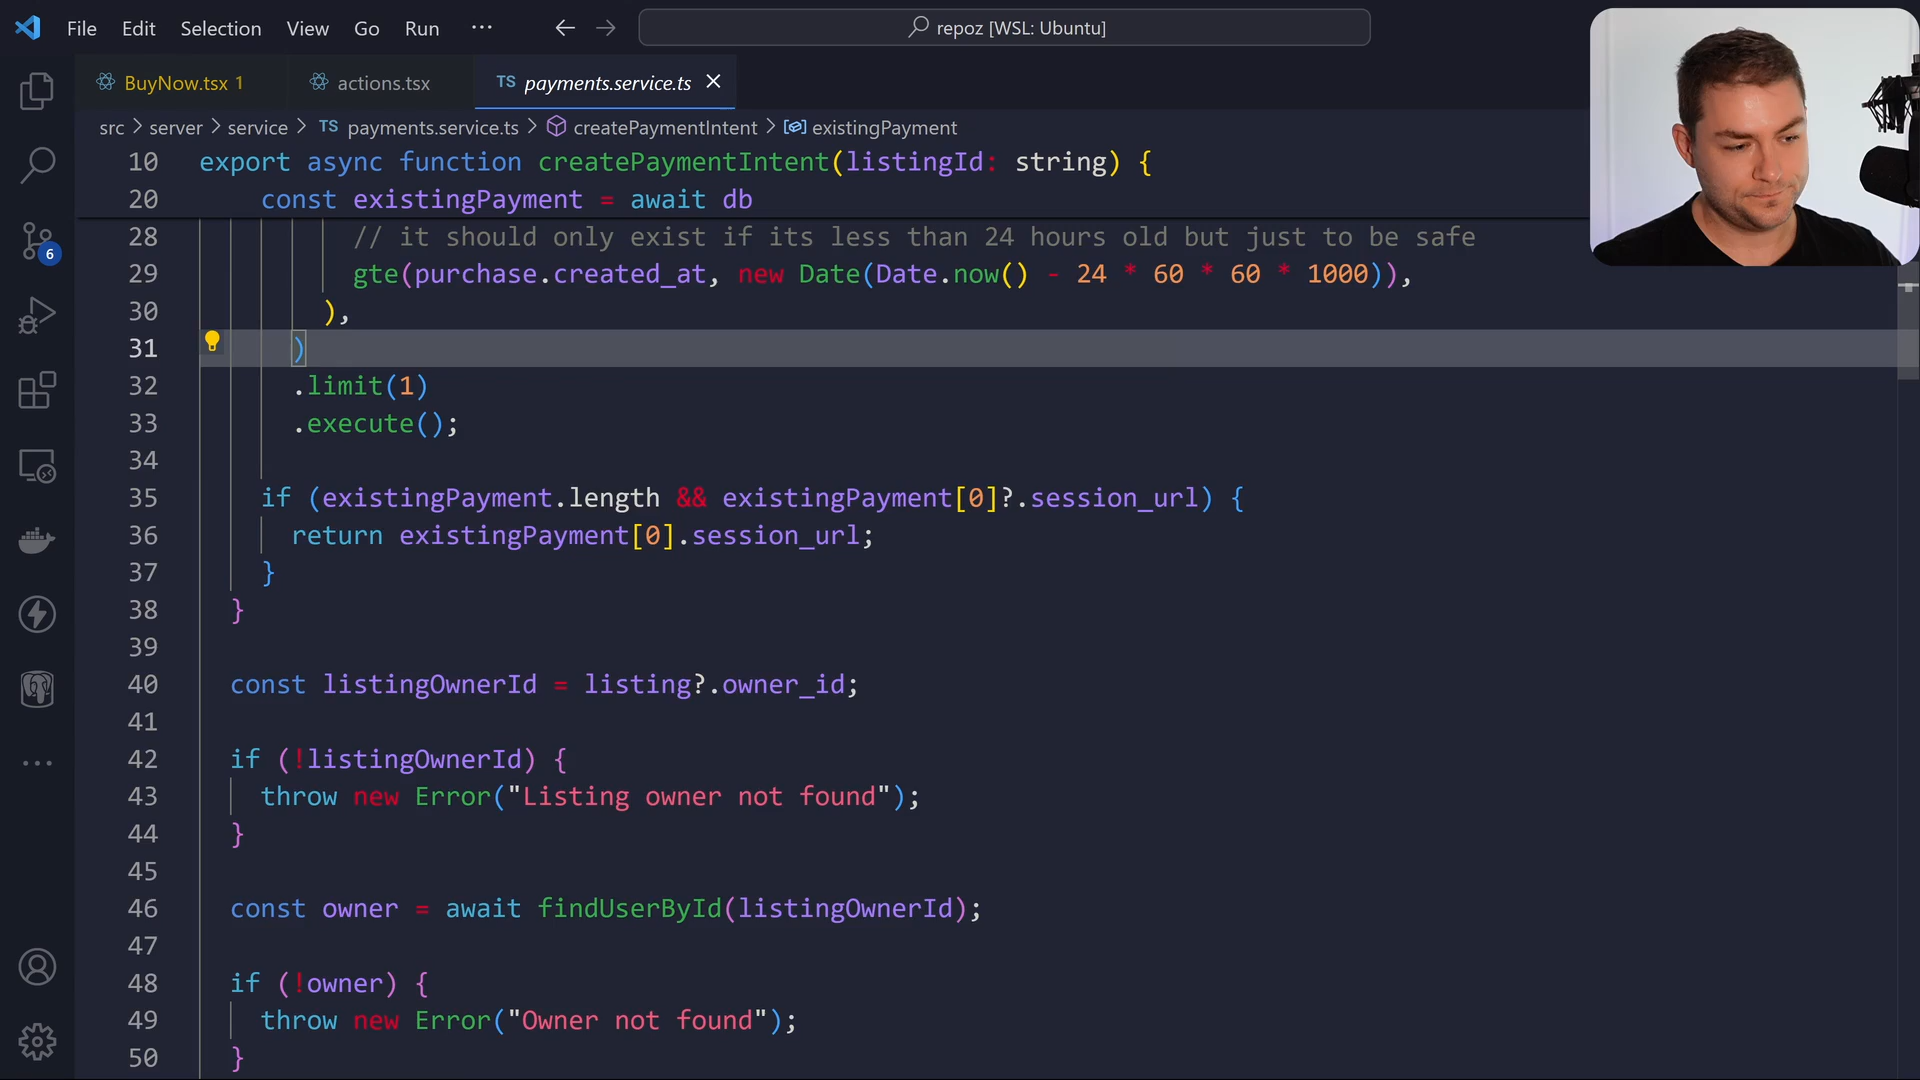 File Edit Selection View Go Run ··· repoz [WSL: Ubuntu]
BuyNow.tsx 1 actions.tsx TS payments.service.ts
src > server > service > TS payments.service.ts > createPaymentIntent > existingPayment
10 export async function createPaymentIntent(listingId: string) {
20 const existingPayment = await db
28 // it should only exist if its less than 24 hours old but just to be safe
29 gte(purchase.created_at, new Date(Date.now() - 24 * 60 * 60 * 1000)),
30 ),
31 )
32 .limit(1)
33 .execute();
34
35 if (existingPayment.length && existingPayment[0]?.session_url) {
36 return existingPayment[0].session_url;
37 }
38 }
39
40 const listingOwnerId = listing?.owner_id;
41
42 if (!listingOwnerId) {
43 throw new Error("Listing owner not found");
44 }
45
46 const owner = await findUserById(listingOwnerId);
47
48 if (!owner) {
49 throw new Error("Owner not found");
50 }
6